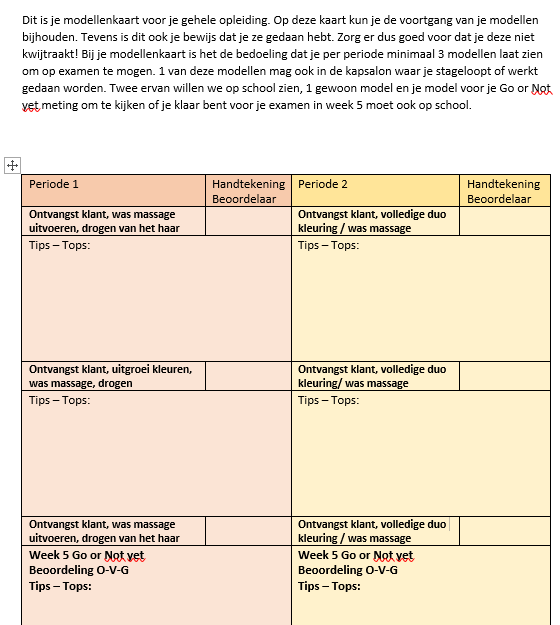 Dit is je modellenkaart voor je gehele opleiding. Op deze kaart kun je de voortgang van je modellen
bijhouden. Tevens is dit ook je bewijs dat je ze gedaan hebt. Zorg er dus goed voor dat je deze niet
kwijtraakt! Bij je modellenkaart is het de bedoeling dat je per periode minimaal 3 modellen laat zien
om op examen te mogen. 1 van deze modellen mag ook in de kapsalon waar je stageloopt of werkt
gedaan worden. Twee ervan willen we op school zien, 1 gewoon model en je model voor je Go or Not
yet meting om te kijken of je klaar bent voor je examen in week 5 moet ook op school.
Periode 1
Handtekening
Beoordelaar
Periode 2
Handtekening
Beoordelaar
Ontvangst klant, was massage
uitvoeren, drogen van het haar
Ontvangst klant, volledige duo
kleuring / was massage
Tips – Tops:
Tips – Tops:
Ontvangst klant, uitgroei kleuren,
was massage, drogen
Ontvangst klant, volledige duo
kleuring/ was massage
Tips – Tops:
Tips – Tops:
Ontvangst klant, was massage
uitvoeren, drogen van het haar
Ontvangst klant, volledige duo
kleuring / was massage
Week 5 Go or Not yet
Beoordeling O-V-G
Tips – Tops:
Week 5 Go or Not yet
Beoordeling O-V-G
Tips – Tops: